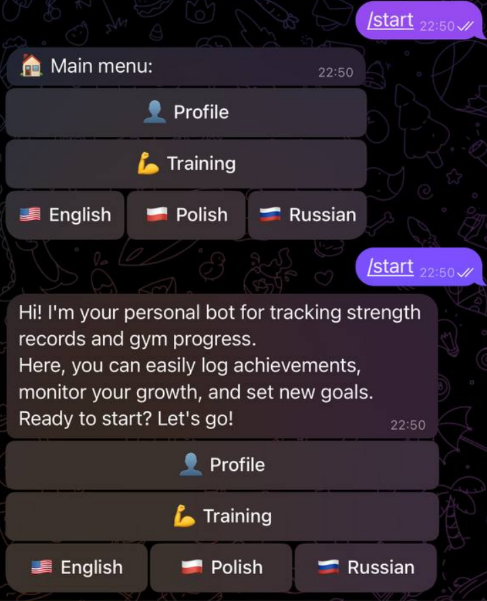 /start 22:50
🏠 Main menu: 22:50
👤 Profile
💪 Training
🇺🇸 English 🇵🇱 Polish 🇷🇺 Russian
/start 22:50
Hi! I'm your personal bot for tracking strength
records and gym progress.
Here, you can easily log achievements,
monitor your growth, and set new goals.
Ready to start? Let's go! 22:50
👤 Profile
💪 Training
🇺🇸 English 🇵🇱 Polish 🇷🇺 Russian